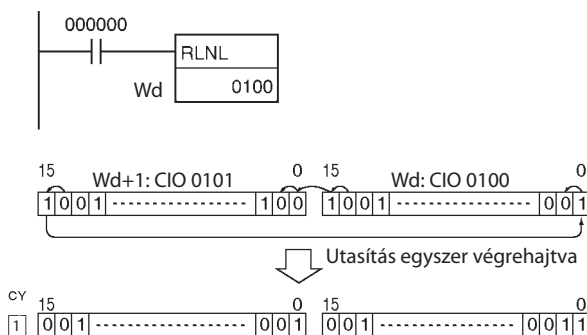 000000
RLNL
Wd 0100
15 Wd+1: CIO 0101 0 15 Wd: CIO 0100 0
1 0 0 1 1 0 0 1 0 0 1 0 0 1
Utasítás egyszer végrehajtva
CY 15 0 15 0
1 0 0 1 0 0 1 0 0 1 0 0 1 1